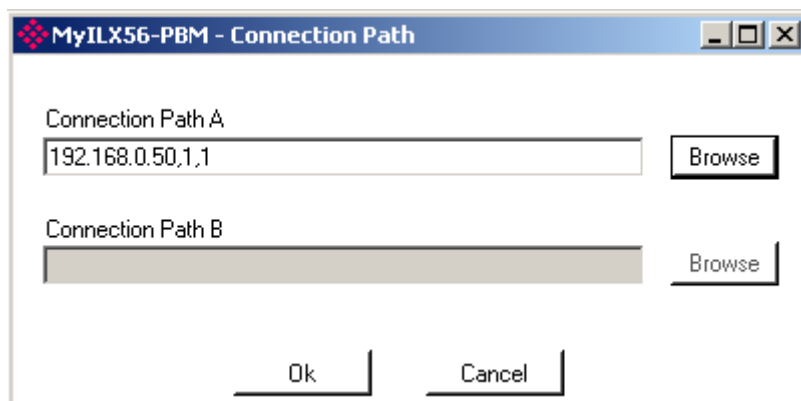 MyILX56-PBM - Connection Path
Connection Path A
192.168.0.50,1,1
Browse
Connection Path B
Browse
Ok Cancel